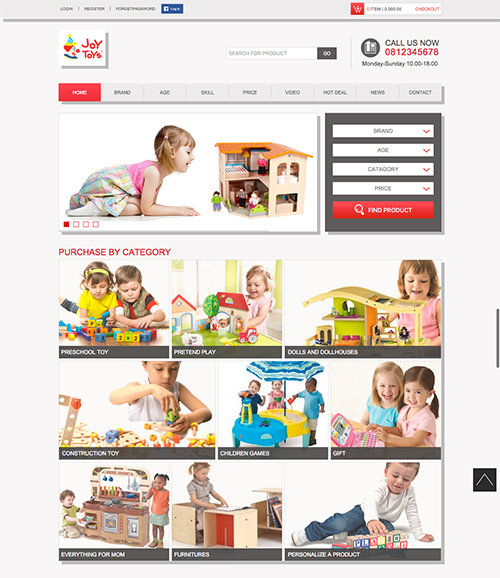 LOGIN | REGISTER | FORGETPASSWORD
Log in
0 ITEM | 0,000.00 CHECKOUT
JOY TOYS
SEARCH FOR PRODUCT GO
CALL US NOW
0812345678
Monday-Sunday 10.00-18.00
HOME BRAND AGE SKILL PRICE VIDEO HOT DEAL NEWS CONTACT
BRAND
AGE
CATAGORY
PRICE
FIND PRODUCT
PURCHASE BY CATEGORY
PRESCHOOL TOY
PRETEND PLAY
DOLLS AND DOLLHOUSES
CONSTRUCTION TOY
CHILDREN GAMES
GIFT
EVERYTHING FOR MOM
FURNITURES
PERSONALIZE A PRODUCT